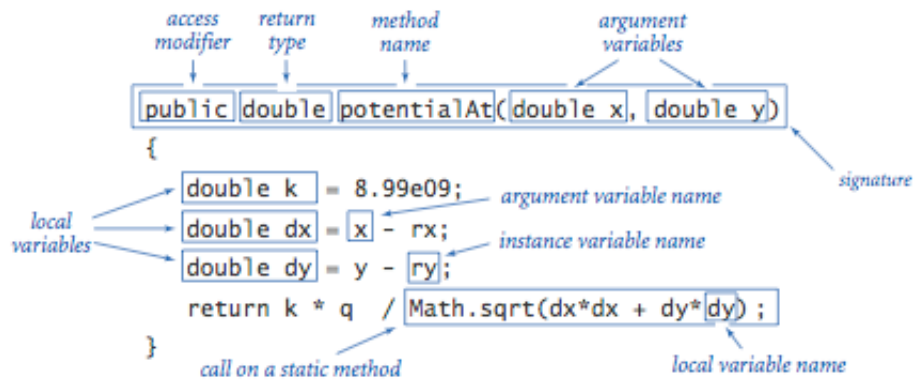 access return method argument
modifier type name variables
public double potentialAt(double x, double y)
{
signature
double k = 8.99e09;
argument variable name
local
variables
double dx = x - rx;
instance variable name
double dy = y - ry;
return k * q / Math.sqrt(dx*dx + dy*dy) ;
}
call on a static method
local variable name